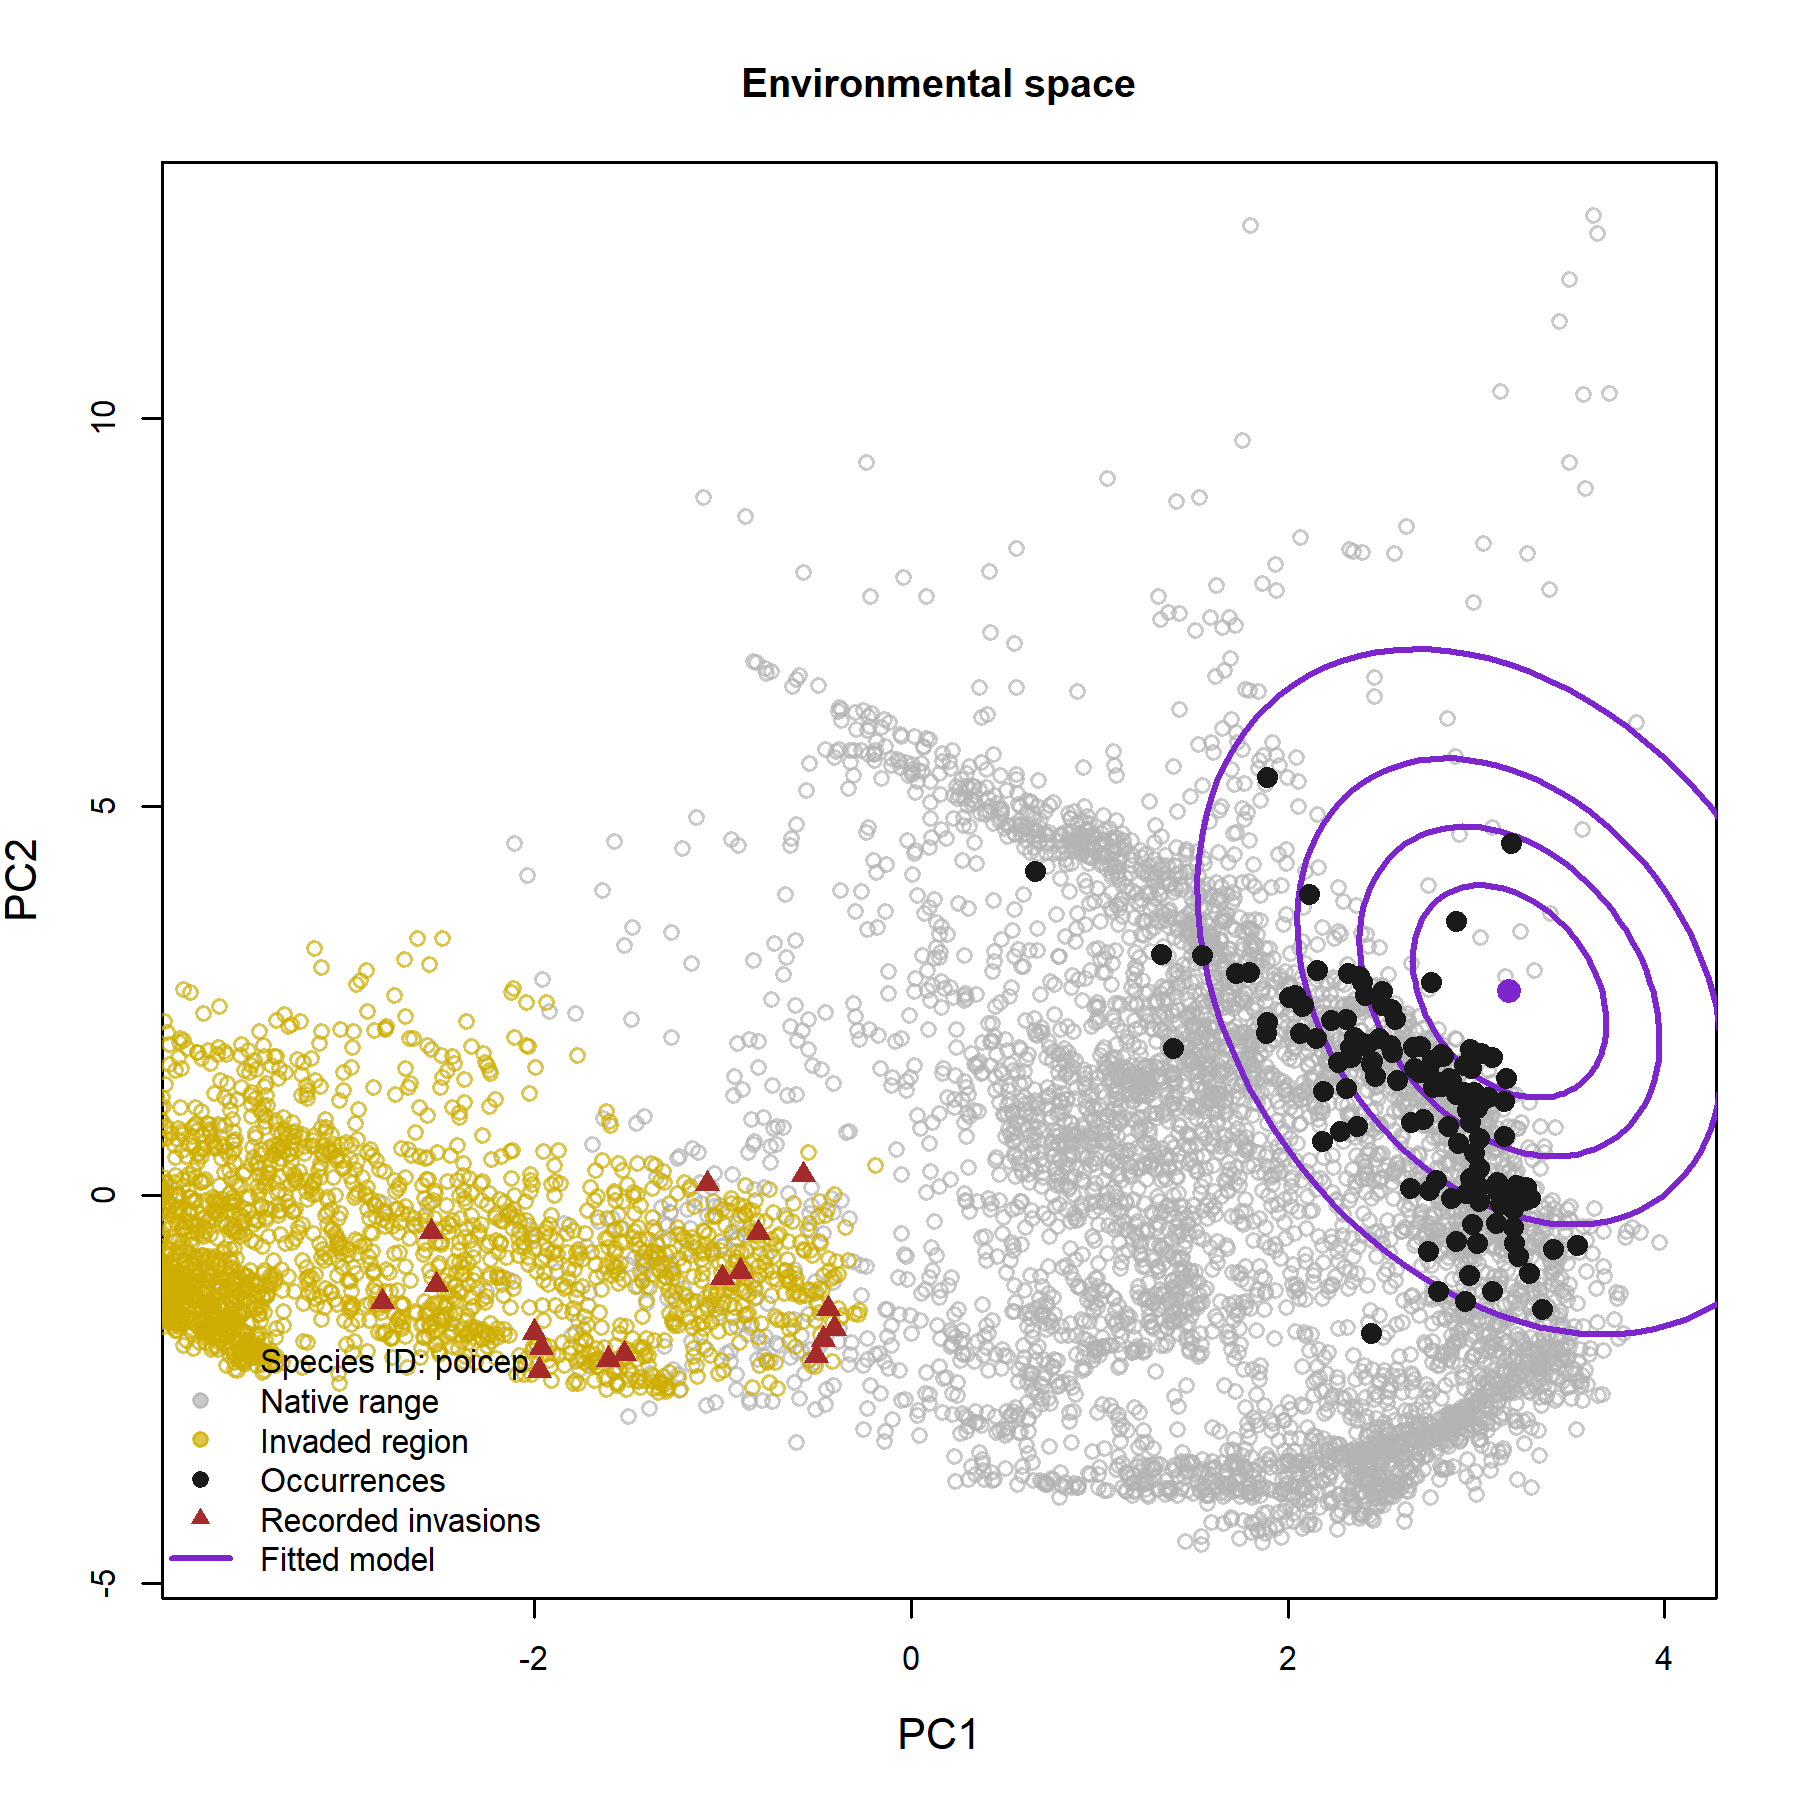 Environmental space
PC2
10
5
0
-5
Species ID: poicep
Native range
Invaded region
Occurrences
Recorded invasions
Fitted model
-2
0
2
4
PC1